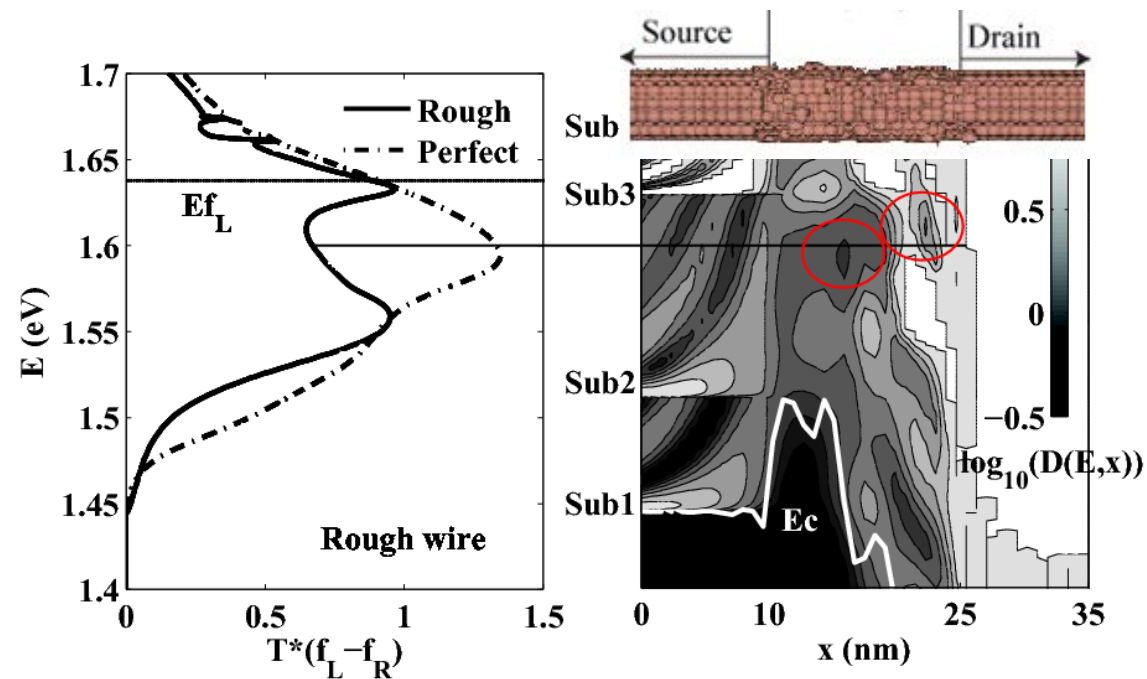 Source
Drain
1.7
1.65
1.6
1.55
1.5
1.45
1.4
E (eV)
Rough
Perfect
Ef_L
Rough wire
0
0.5
1
1.5
T*(f_L−f_R)
Sub
Sub3
Sub2
Sub1
Ec
0.5
0
−0.5
log_10(D(E,x))
0
10
25
35
x (nm)